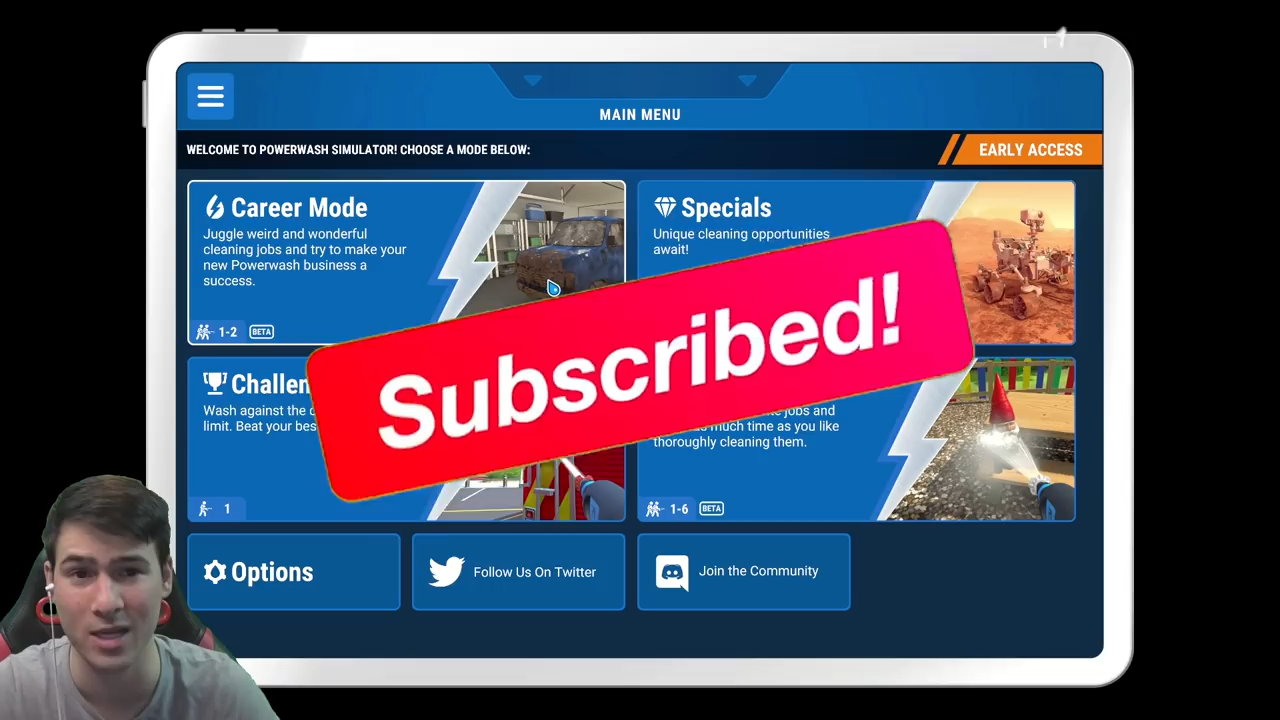 MAIN MENU
WELCOME TO POWERWASH SIMULATOR! CHOOSE A MODE BELOW:
EARLY ACCESS
Career Mode
Juggle weird and wonderful
cleaning jobs and try to make your
new Powerwash business a
success.
1-2 BETA
Specials
Unique cleaning opportunities
await!
Subscribed!
Challen
Wash against the
limit. Beat your bes
1
jobs and
much time as you like
thoroughly cleaning them.
1-6 BETA
Options
Follow Us On Twitter
Join the Community